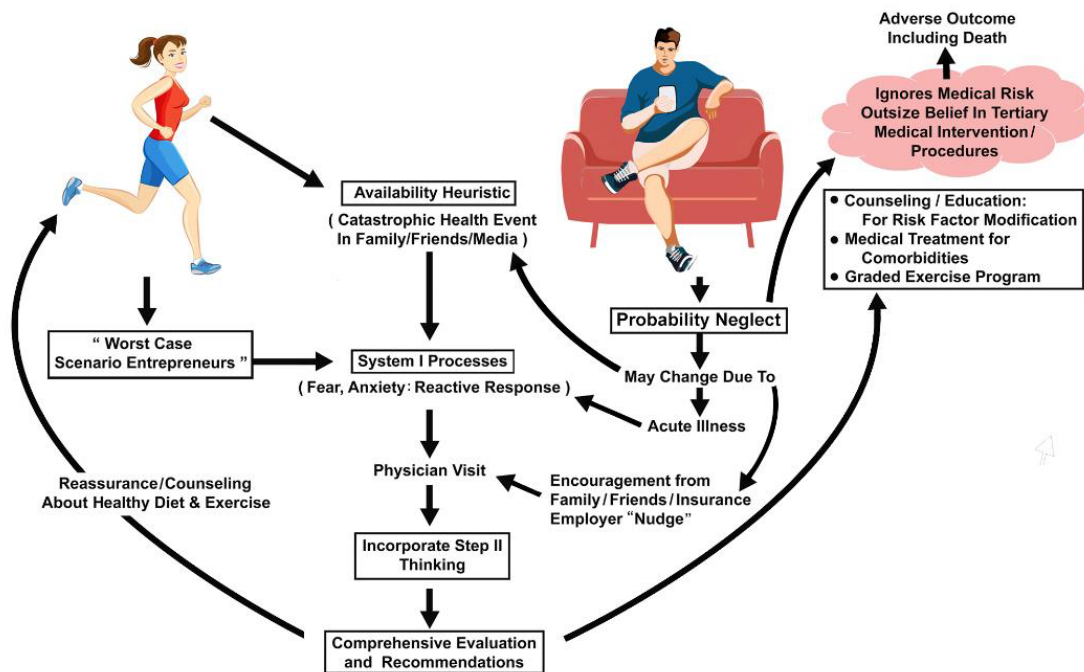 Adverse Outcome
Including Death
Ignores Medical Risk
Outsize Belief In Tertiary
Medical Intervention /
Procedures
Availability Heuristic
( Catastrophic Health Event
In Family/Friends/Media )
• Counseling / Education:
For Risk Factor Modification
• Medical Treatment for
Comorbidities
• Graded Exercise Program
Probability Neglect
“ Worst Case
Scenario Entrepreneurs ”
System I Processes
( Fear, Anxiety: Reactive Response )
May Change Due To
Acute Illness
Physician Visit
Encouragement from
Family / Friends / Insurance
Employer “Nudge”
Reassurance/Counseling
About Healthy Diet & Exercise
Incorporate Step II
Thinking
Comprehensive Evaluation
and Recommendations